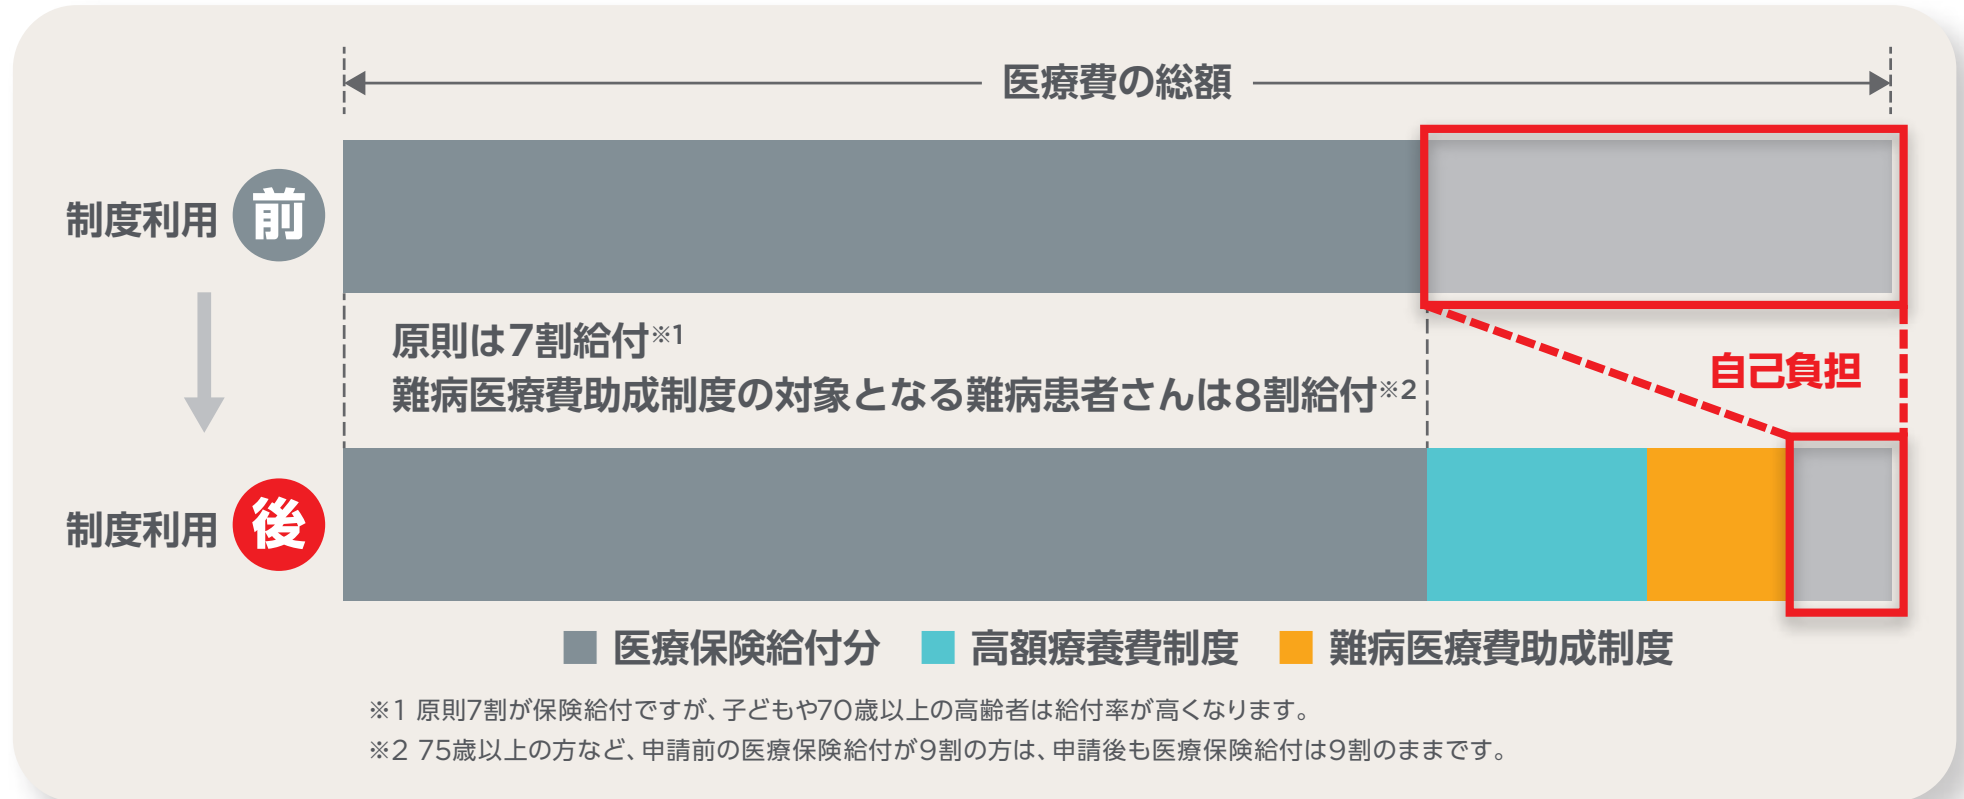 医療費の総額
制度利用 前
原則は7割給付※1
難病医療費助成制度の対象となる難病患者さんは8割給付※2
自己負担
制度利用 後
医療保険給付分 高額療養費制度 難病医療費助成制度
※1 原則7割が保険給付ですが、子どもや70歳以上の高齢者は給付率が高くなります。
※2 75歳以上の方など、申請前の医療保険給付が9割の方は、申請後も医療保険給付は9割のままです。